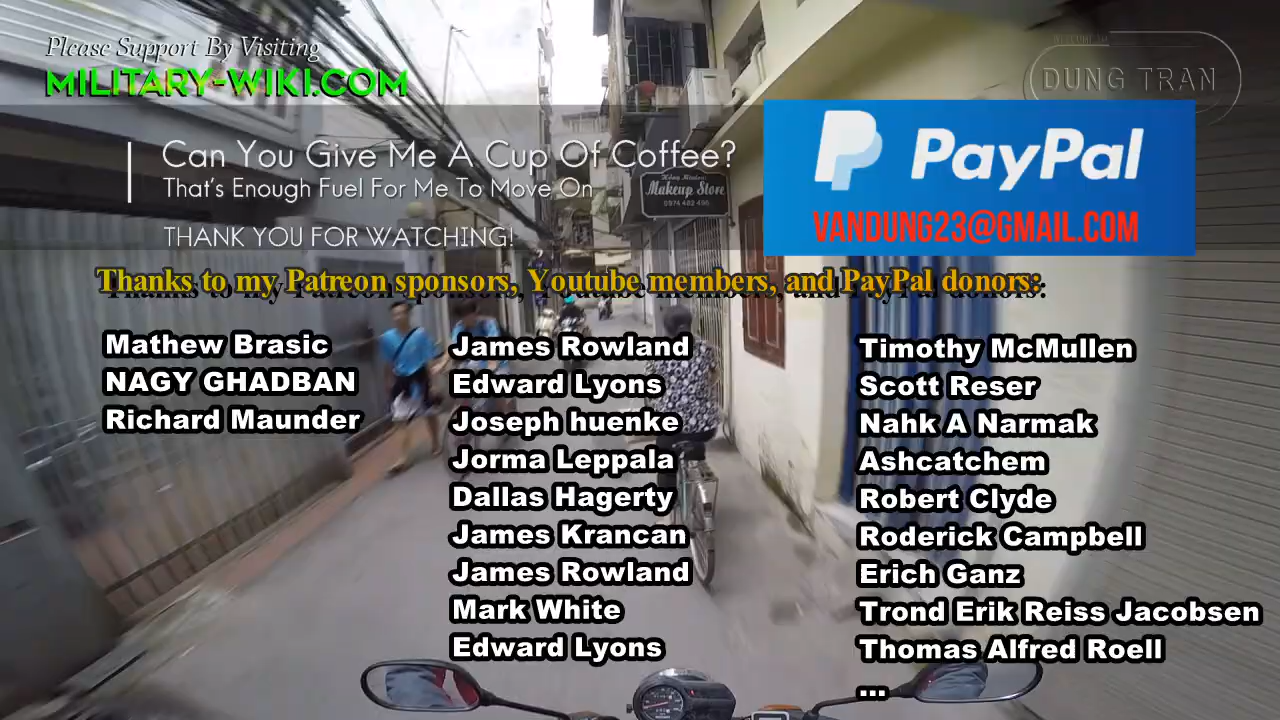 Please Support By Visiting
MILITARY-WIKI.COM
DUNG TRAN
Can You Give Me A Cup Of Coffee?
That's Enough Fuel For Me To Move On
THANK YOU FOR WATCHING!
PayPal
VANDUNG23@GMAIL.COM
Makeup Store
Thanks to my Patreon sponsors, Youtube members, and PayPal donors:
Mathew Brasic
NAGY GHADBAN
Richard Maunder
James Rowland
Edward Lyons
Joseph huenke
Jorma Leppala
Dallas Hagerty
James Krancan
James Rowland
Mark White
Edward Lyons
Timothy McMullen
Scott Reser
Nahk A Narmak
Ashcatchem
Robert Clyde
Roderick Campbell
Erich Ganz
Trond Erik Reiss Jacobsen
Thomas Alfred Roell
...